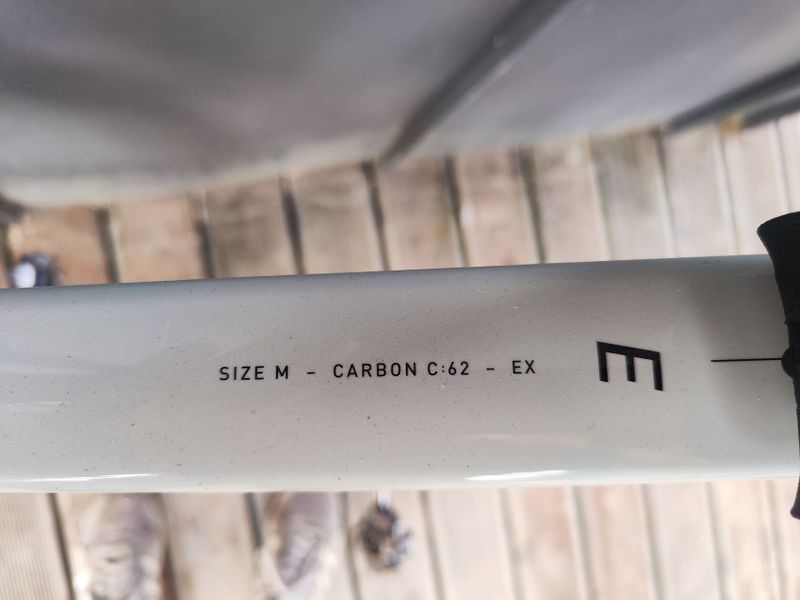 SIZE M - CARBON C:62 - EX
E